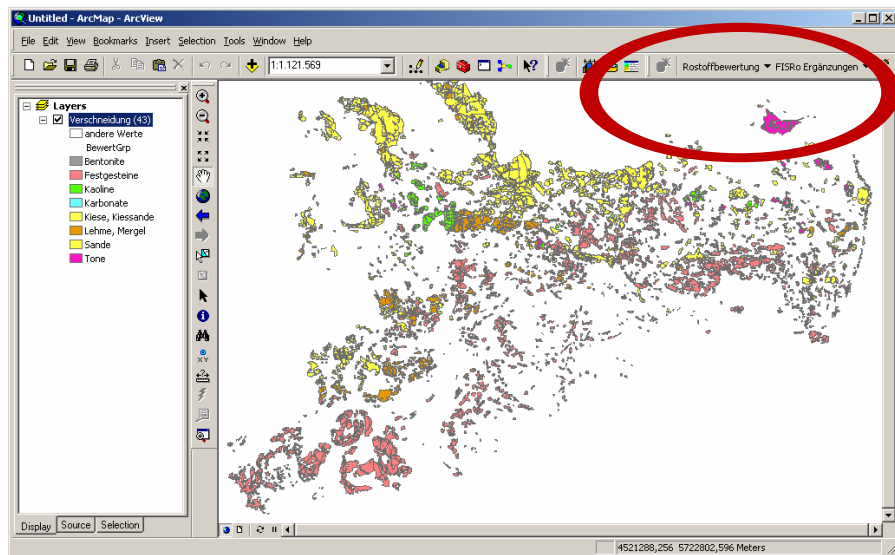 Untitled - ArcMap - ArcView
File Edit View Bookmarks Insert Selection Tools Window Help
1:1.121.569
Rostoffbewertung FISRo Ergänzungen
Layers
Verschneidung (43)
andere Werte
BewertGrp
Bentonite
Festgesteine
Kaoline
Karbonate
Kiese, Kiessande
Lehme, Mergel
Sande
Tone
XY
Display Source Selection
4521288,256 5722802,596 Meters